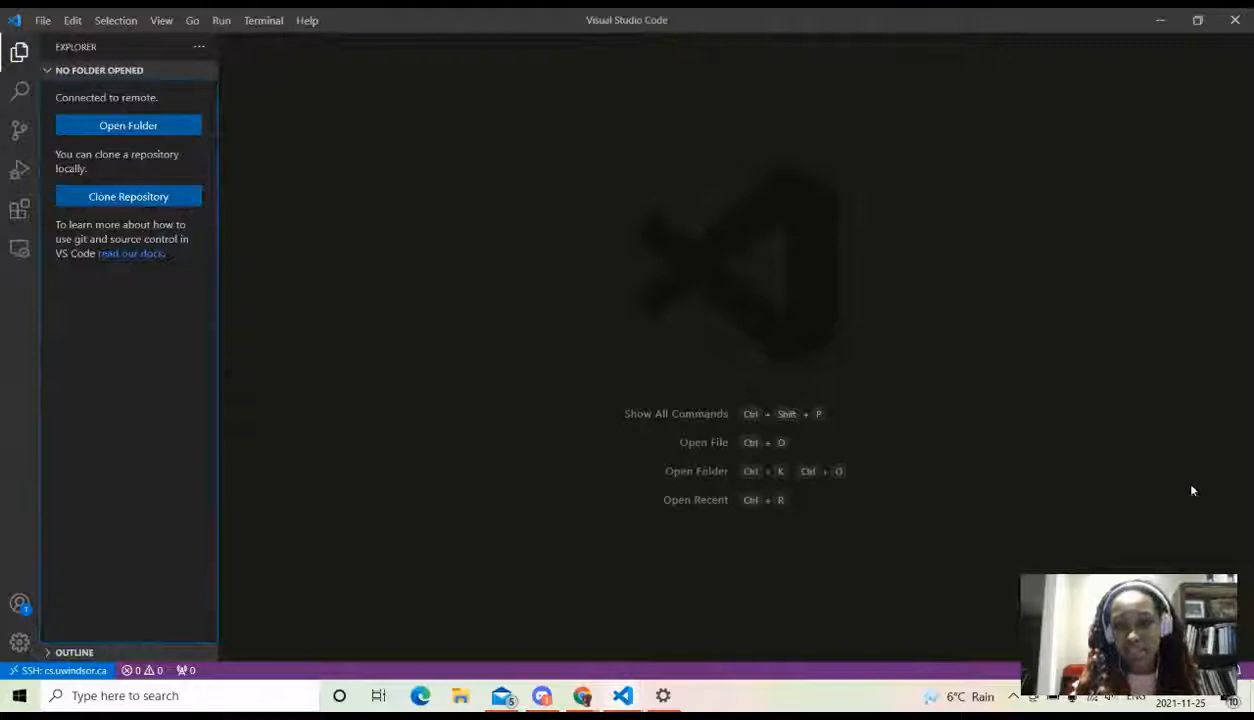 File Edit Selection View Go Run Terminal Help Visual Studio Code
EXPLORER
NO FOLDER OPENED
Connected to remote.
Open Folder
You can clone a repository
locally.
Clone Repository
To learn more about how to
use git and source control in
VS Code read our docs.
Show All Commands Ctrl + Shift + P
Open File Ctrl + O
Open Folder Ctrl + K Ctrl + O
Open Recent Ctrl + R
OUTLINE
SSH: cs.uwindsor.ca 0 0 0
Type here to search
5
6°C Rain
2021-11-25
10